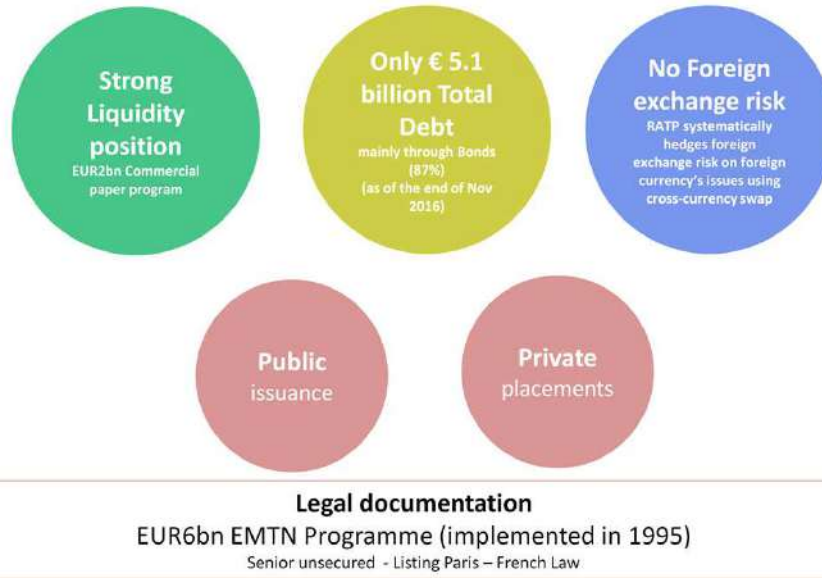 Strong
Liquidity
position
EUR2bn Commercial
paper program
Only € 5.1
billion Total
Debt
mainly through Bonds
(87%)
(as of the end of Nov
2016)
No Foreign
exchange risk
RATP systematically
hedges foreign
exchange risk on foreign
currency's issues using
cross-currency swap
Public
issuance
Private
placements
Legal documentation
EUR6bn EMTN Programme (implemented in 1995)
Senior unsecured - Listing Paris – French Law